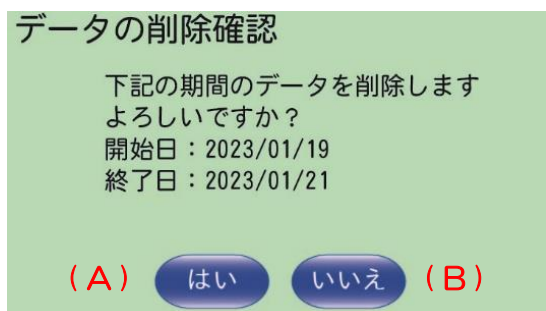 データの削除確認
下記の期間のデータを削除します
よろしいですか？
開始日：2023/01/19
終了日：2023/01/21
(A) はい いいえ (B)